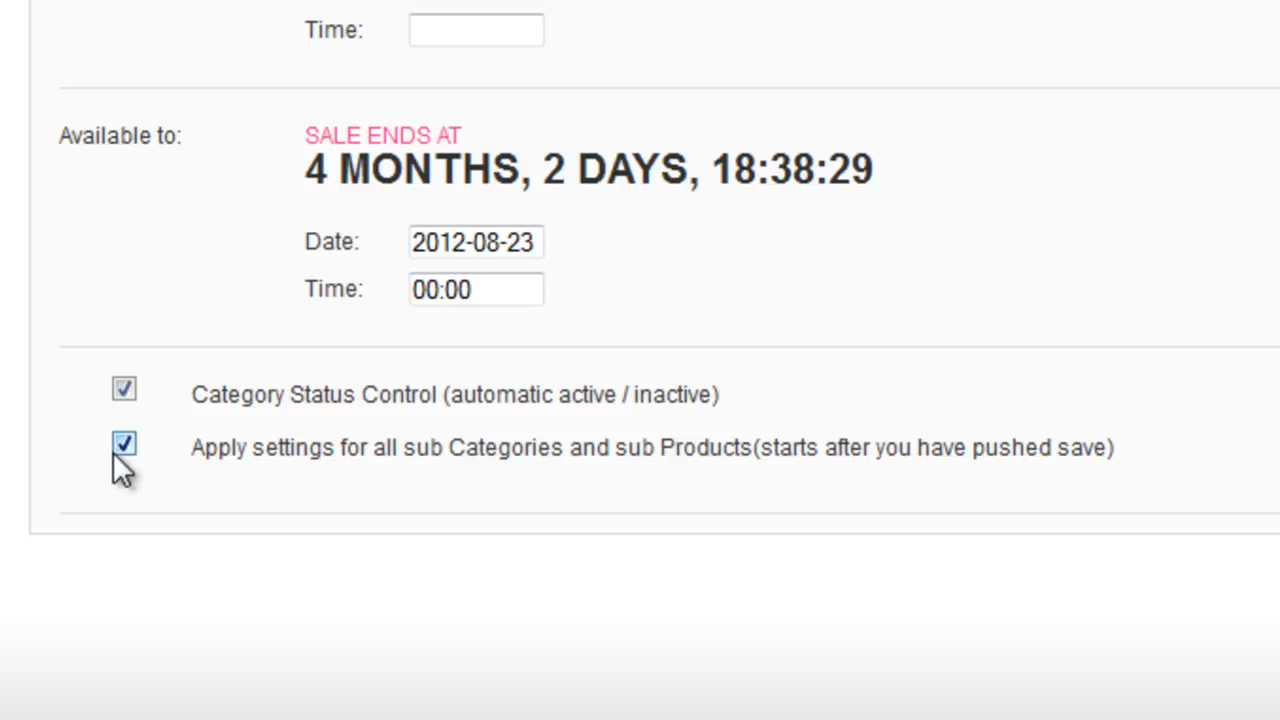 Time:
Available to:
SALE ENDS AT
4 MONTHS, 2 DAYS, 18:38:29
Date: 2012-08-23
Time: 00:00
Category Status Control (automatic active / inactive)
Apply settings for all sub Categories and sub Products(starts after you have pushed save)